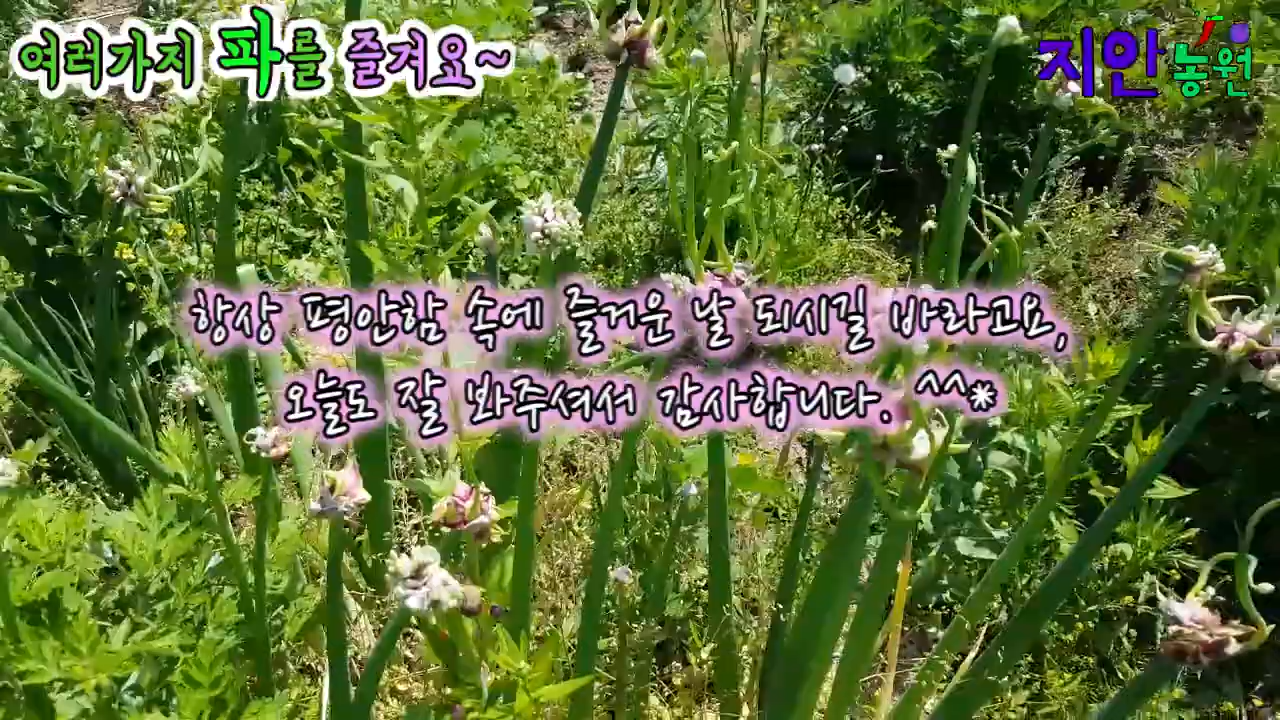 여러가지 파를 즐겨요~
지안농원
항상 평안함 속에 즐거운 날 되시길 바라고요,
오늘도 잘 봐주셔서 감사합니다. ^^*